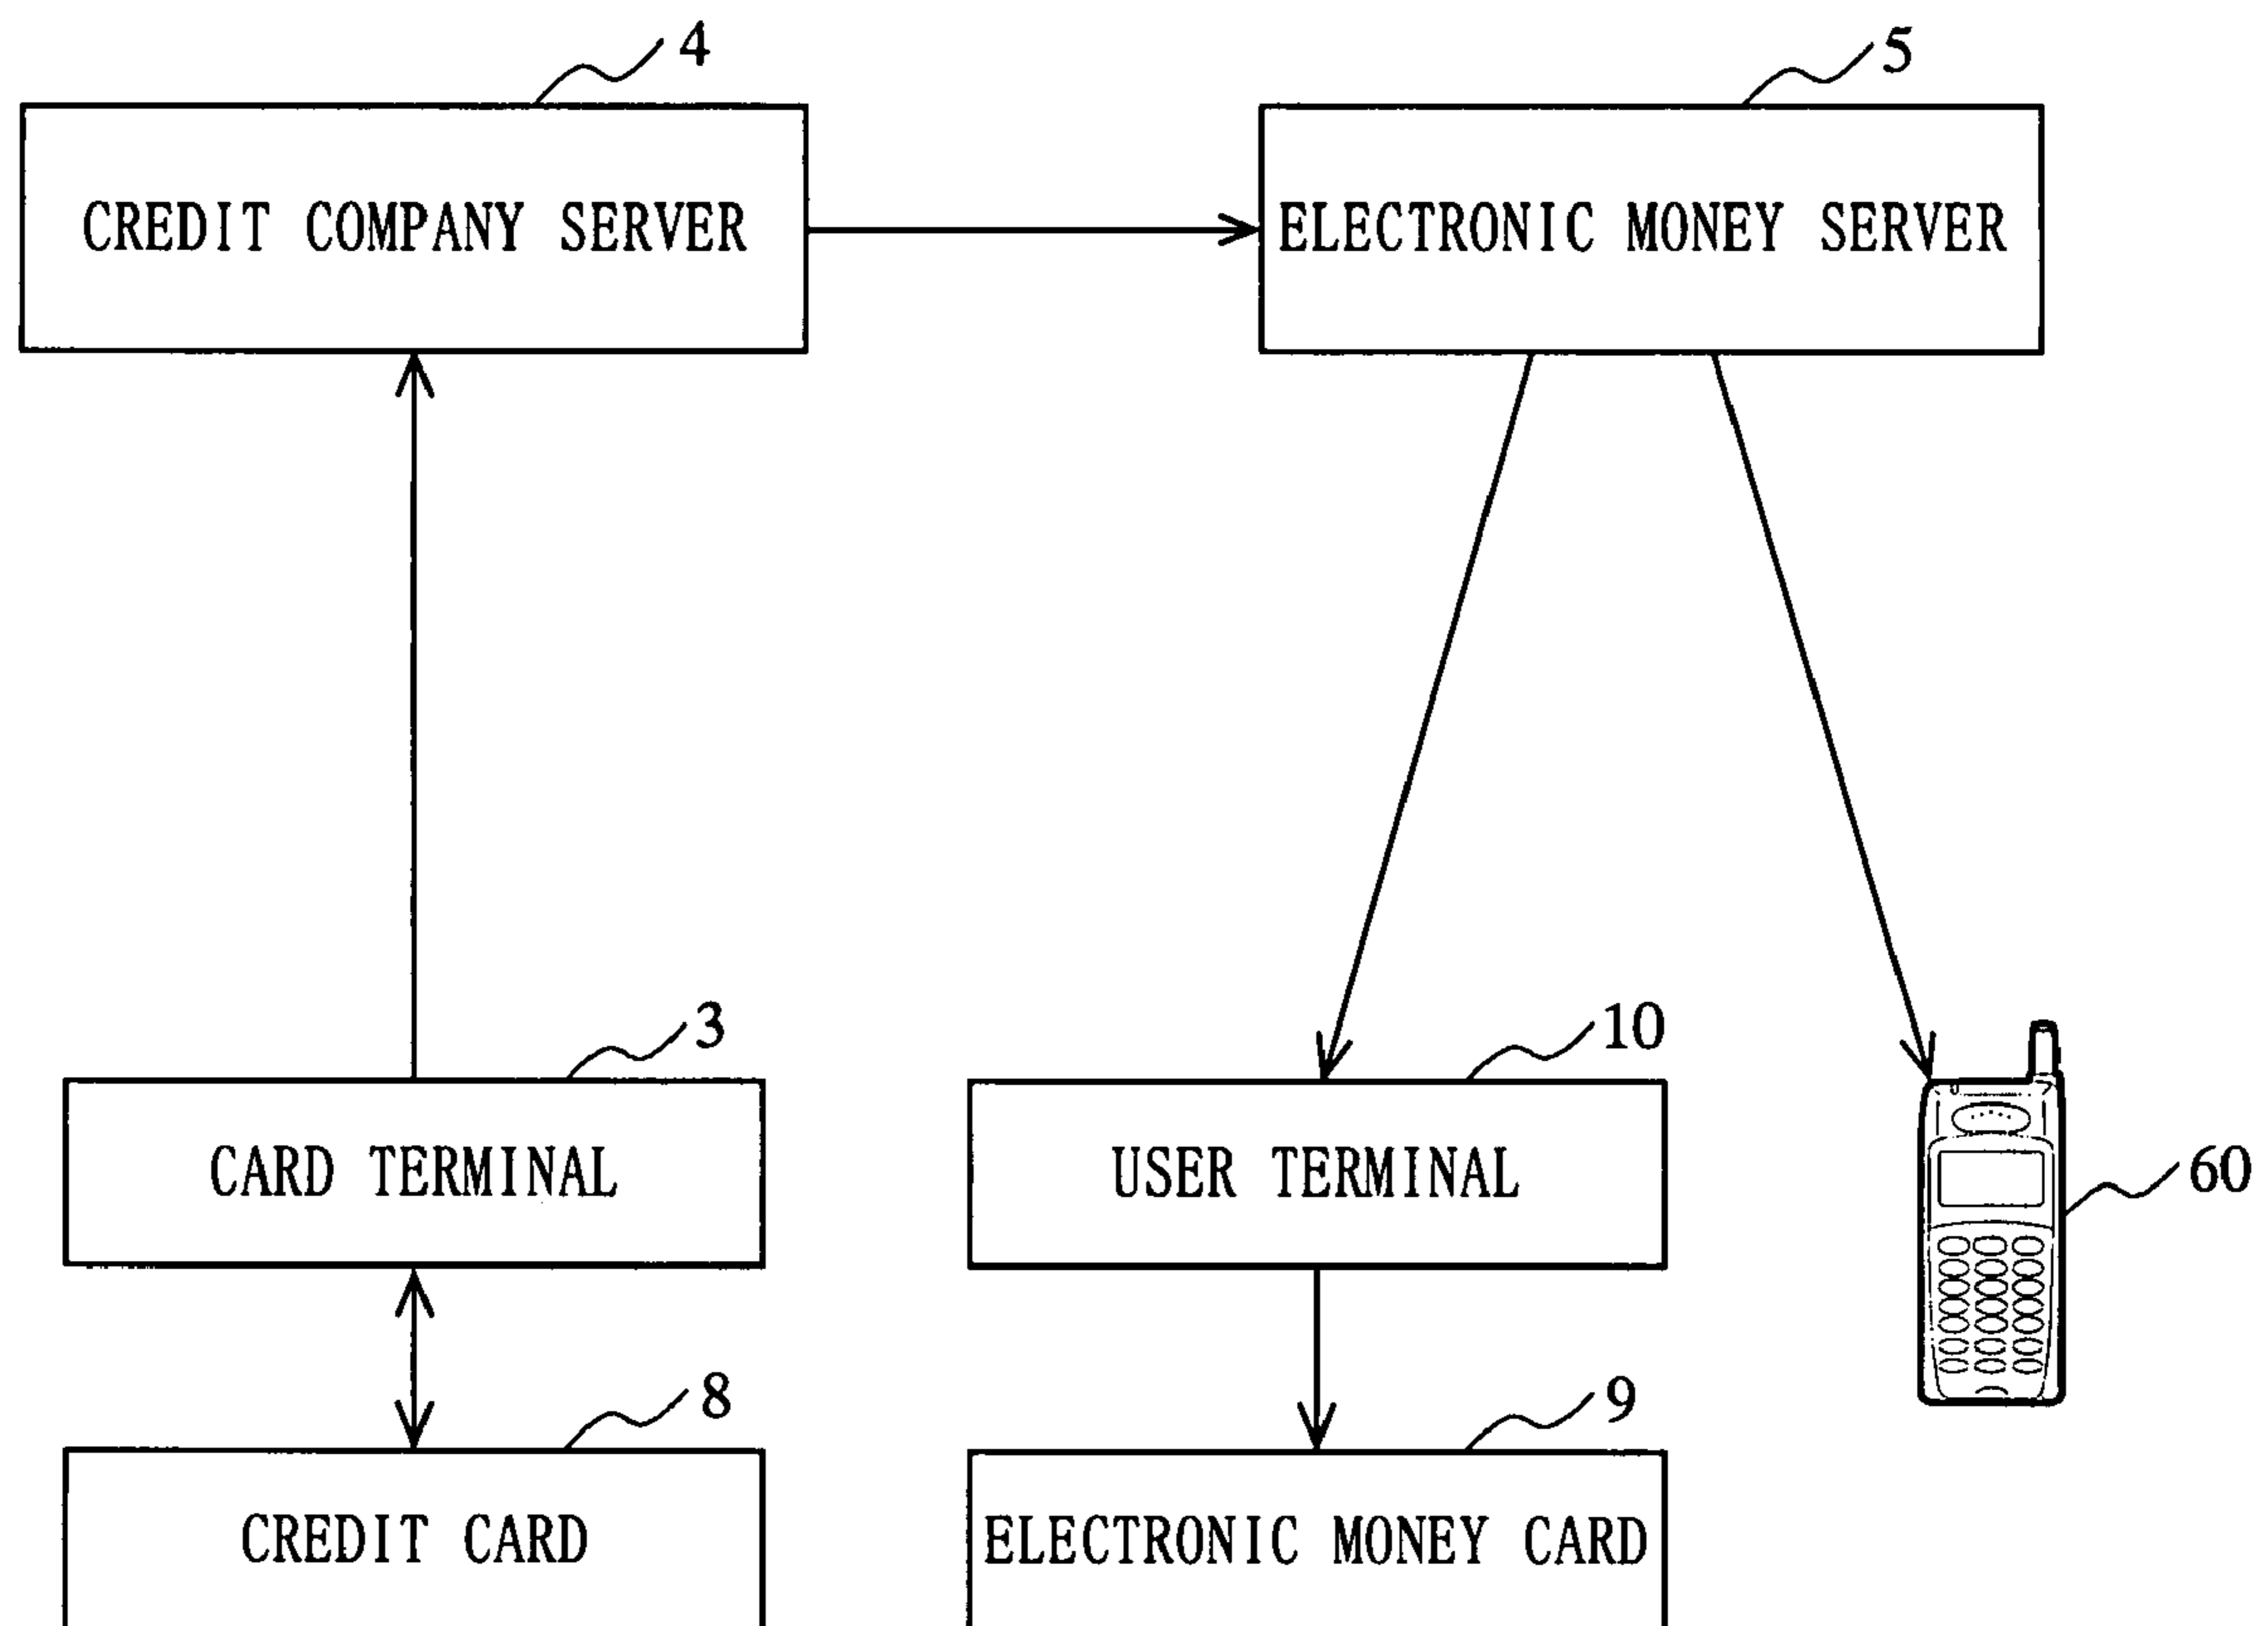 4
5
CREDIT COMPANY SERVER
ELECTRONIC MONEY SERVER
3
10
CARD TERMINAL
USER TERMINAL
60
8
9
CREDIT CARD
ELECTRONIC MONEY CARD